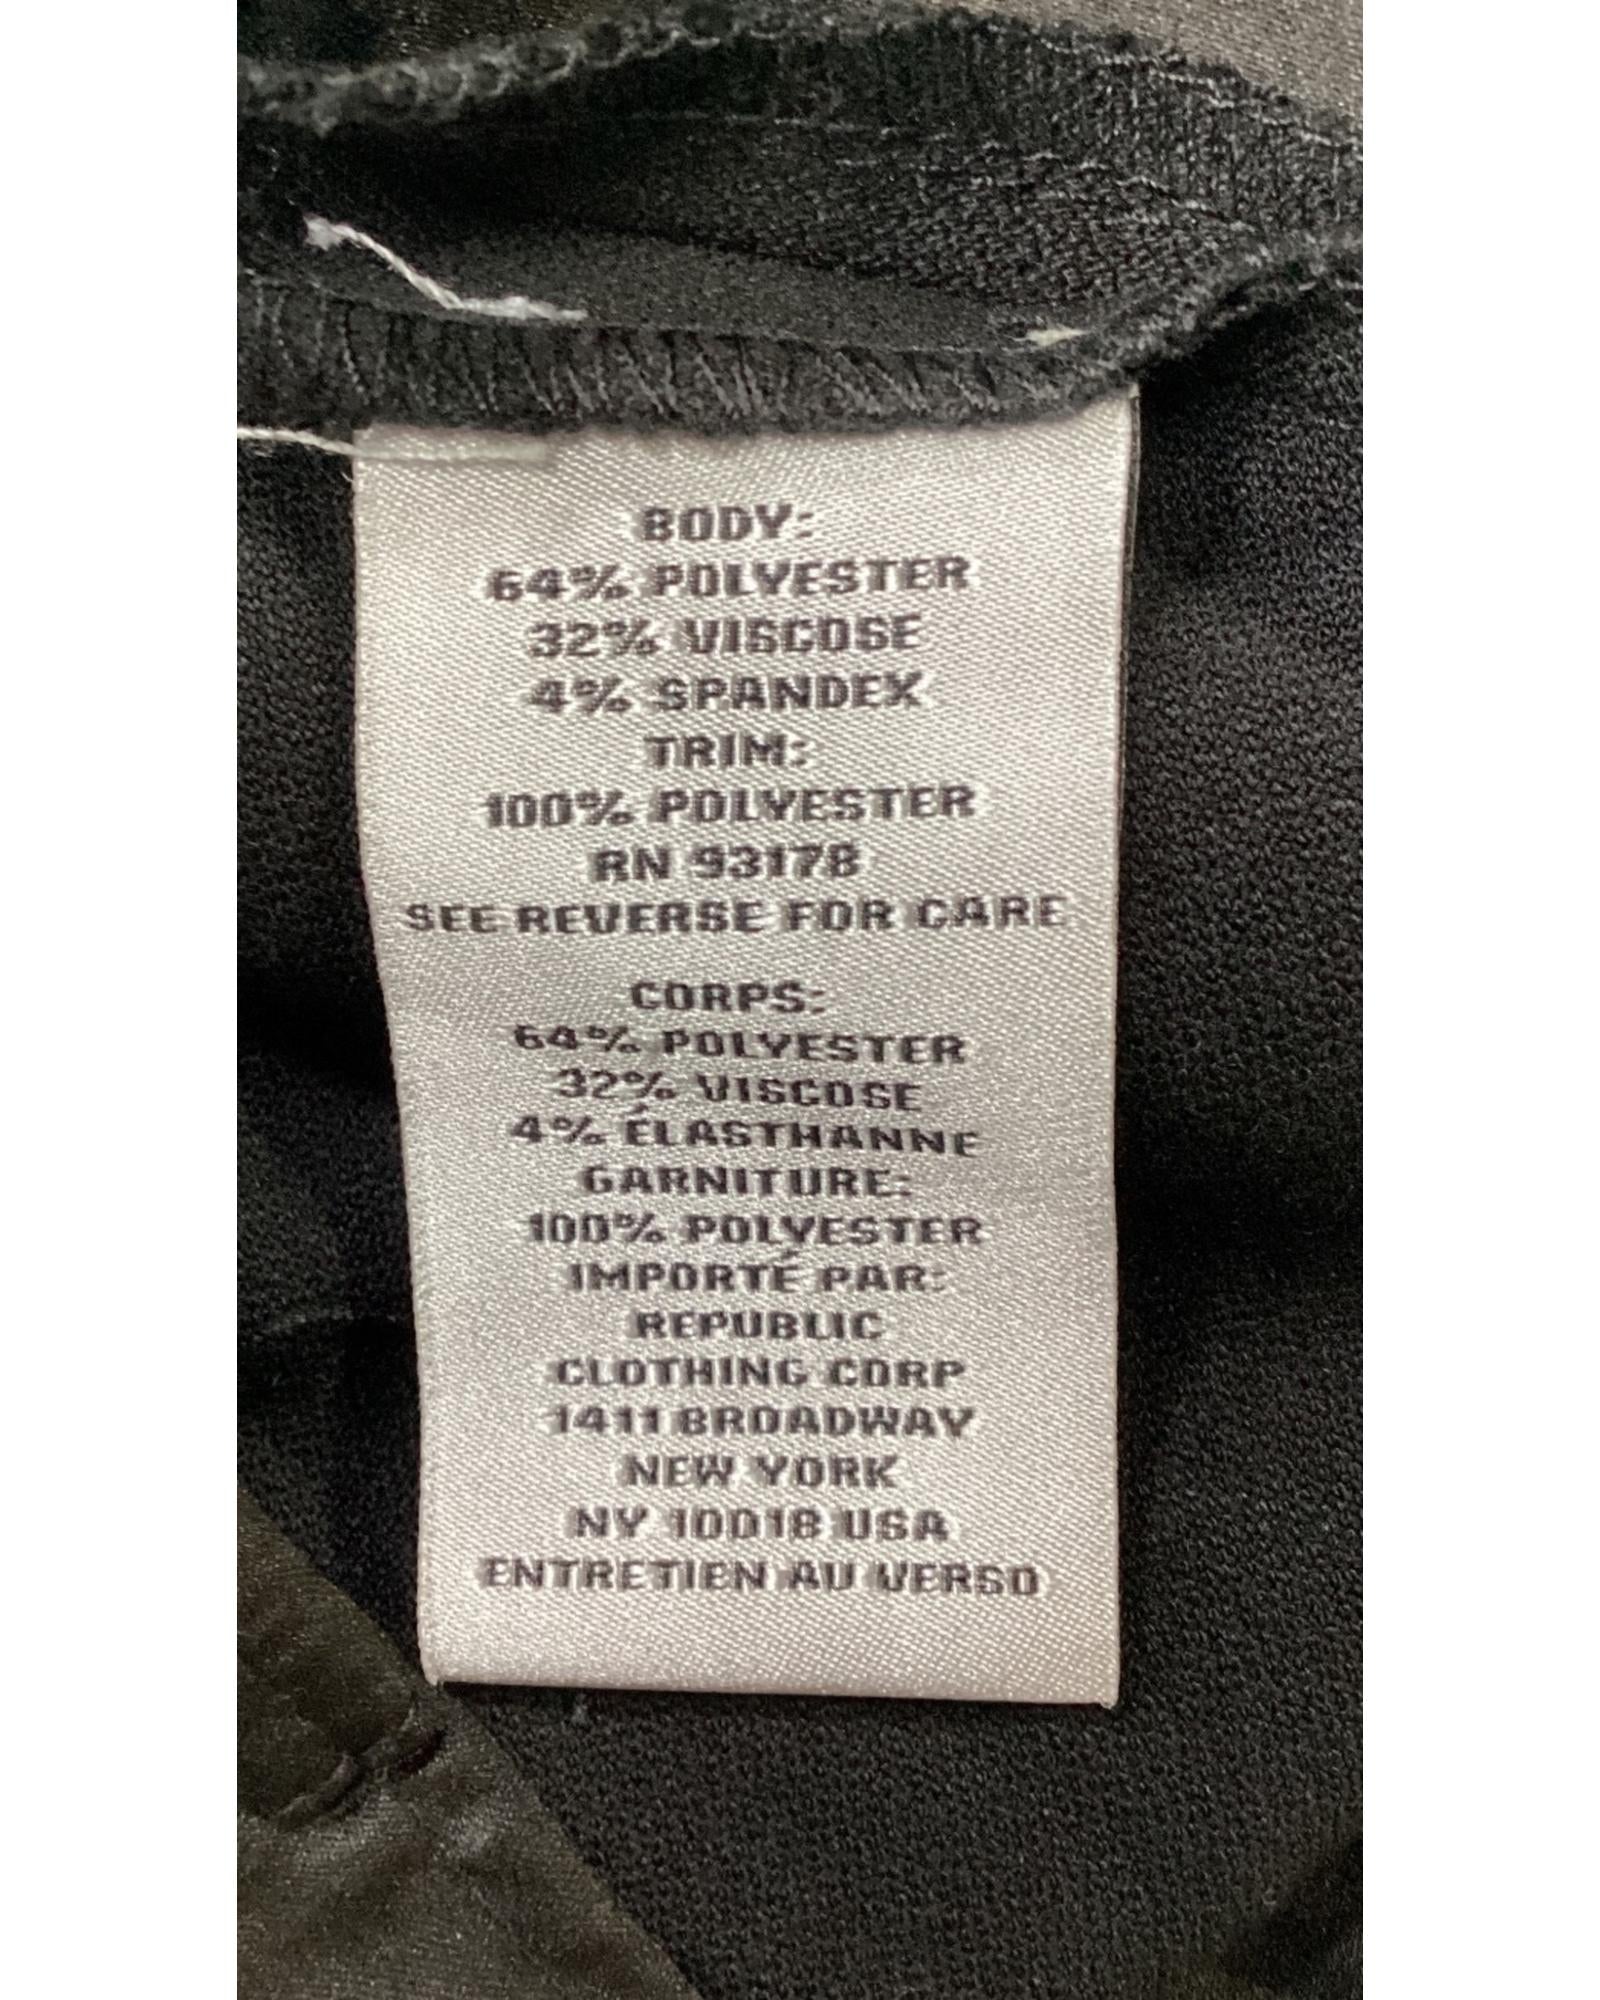 BODY:
64% POLYESTER
32% VISCOSE
4% SPANDEX
TRIM:
100% POLYESTER
RN 93178
SEE REVERSE FOR CARE
CORPS:
64% POLYESTER
32% VISCOSE
4% ÉLASTHANNE
GARNITURE:
100% POLYESTER
IMPORTÉ PAR:
REPUBLIC
CLOTHING CORP
1411 BROADWAY
NEW YORK
NY 10018 USA
ENTRETIEN AU VERSO